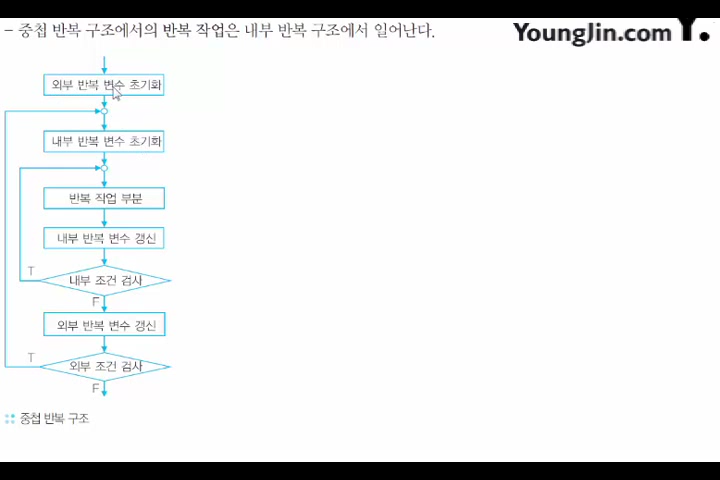 – 중첩 반복 구조에서의 반복 작업은 내부 반복 구조에서 일어난다.
YoungJin.com Y.
외부 반복 변수 초기화
내부 반복 변수 초기화
반복 작업 부분
내부 반복 변수 갱신
T
내부 조건 검사
F
외부 반복 변수 갱신
T
외부 조건 검사
F
중첩 반복 구조